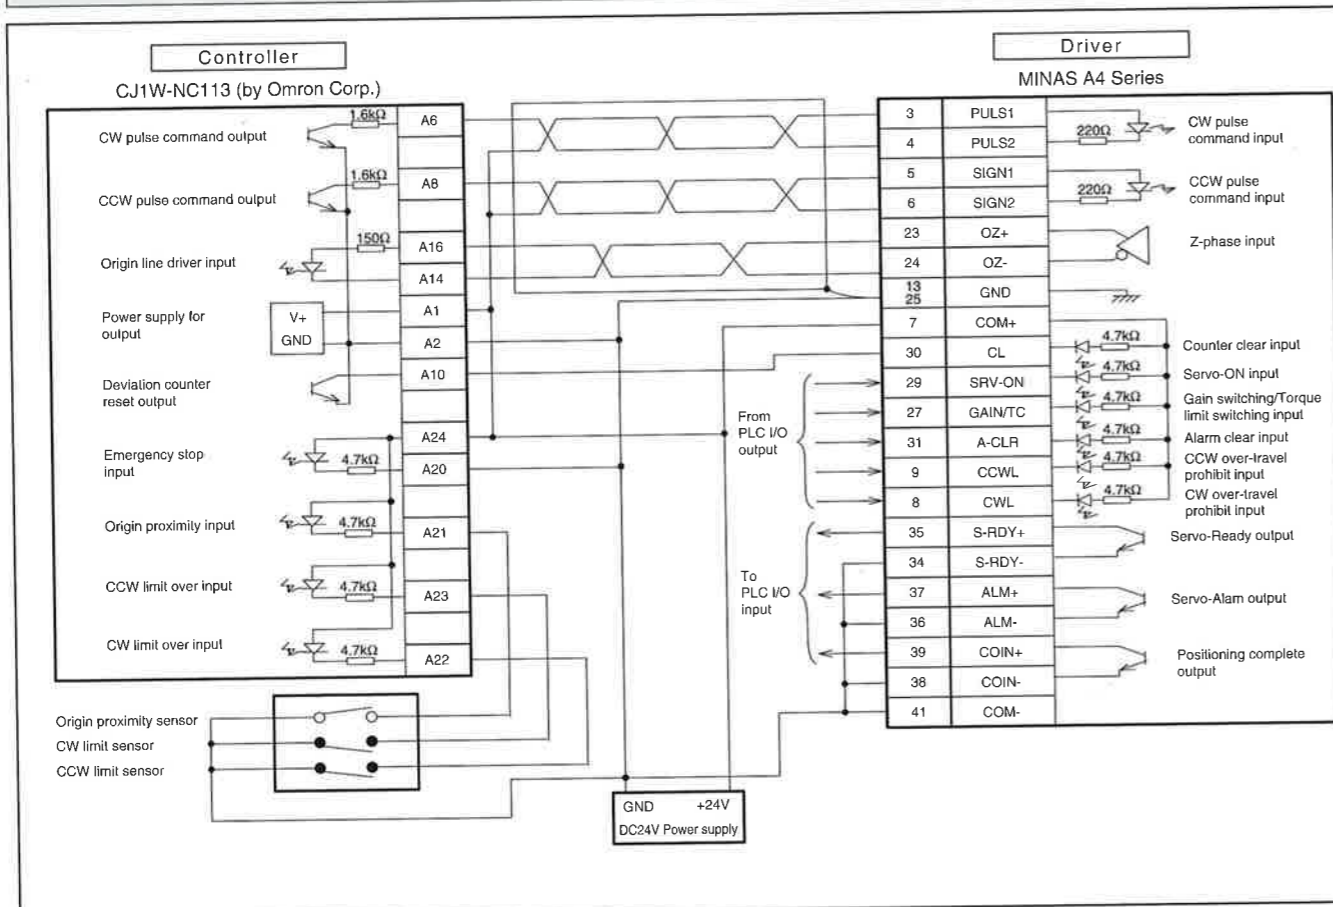 Controller
CJ1W-NC113 (by Omron Corp.)
CW pulse command output
1.6kΩ
A6
CCW pulse command output
1.6kΩ
A8
Origin line driver input
150Ω
A16
A14
Power supply for
output
V+
GND
A1
A2
Deviation counter
reset output
A10
Emergency stop
input
4.7kΩ
A24
A20
Origin proximity input
4.7kΩ
A21
CCW limit over input
4.7kΩ
A23
CW limit over input
4.7kΩ
A22
Origin proximity sensor
CW limit sensor
CCW limit sensor
GND +24V
DC24V Power supply
From
PLC I/O
output
To
PLC I/O
input
Driver
MINAS A4 Series
3 PULS1
4 PULS2
220Ω
CW pulse
command input
5 SIGN1
6 SIGN2
220Ω
CCW pulse
command input
23 OZ+
24 OZ-
Z-phase input
13
25
GND
7 COM+
30 CL
4.7kΩ
Counter clear input
29 SRV-ON
4.7kΩ
Servo-ON input
27 GAIN/TC
4.7kΩ
Gain switching/Torque
limit switching input
31 A-CLR
4.7kΩ
Alarm clear input
9 CCWL
4.7kΩ
CCW over-travel
prohibit input
8 CWL
4.7kΩ
CW over-travel
prohibit input
35 S-RDY+
34 S-RDY-
Servo-Ready output
37 ALM+
36 ALM-
Servo-Alam output
39 COIN+
38 COIN-
Positioning complete
output
41 COM-